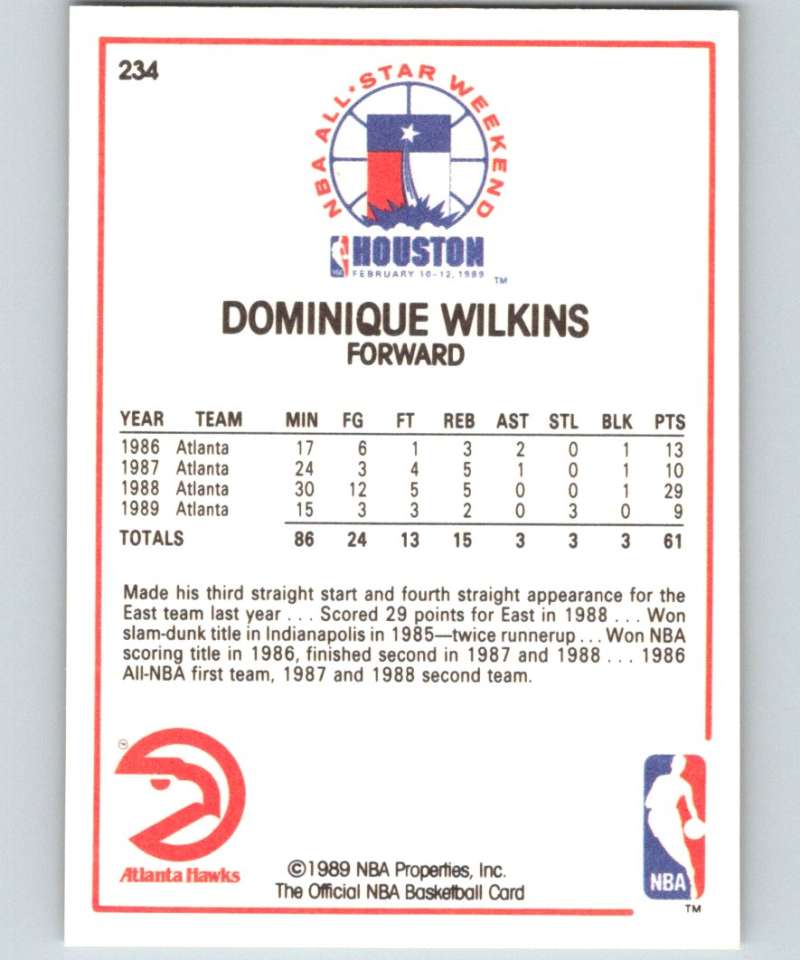 234
NBA ALL·STAR WEEKEND
NBA HOUSTON
FEBRUARY 10-12, 1989
TM
DOMINIQUE WILKINS
FORWARD
YEAR TEAM MIN FG FT REB AST STL BLK PTS
1986 Atlanta 17 6 1 3 2 0 1 13
1987 Atlanta 24 3 4 5 1 0 1 10
1988 Atlanta 30 12 5 5 0 0 1 29
1989 Atlanta 15 3 3 2 0 3 0 9
TOTALS 86 24 13 15 3 3 3 61
Made his third straight start and fourth straight appearance for the
East team last year . . . Scored 29 points for East in 1988 . . . Won
slam-dunk title in Indianapolis in 1985—twice runnerup . . . Won NBA
scoring title in 1986, finished second in 1987 and 1988 . . . 1986
All-NBA first team, 1987 and 1988 second team.
TM
Atlanta Hawks
©1989 NBA Properties, Inc.
The Official NBA Basketball Card
NBA
TM